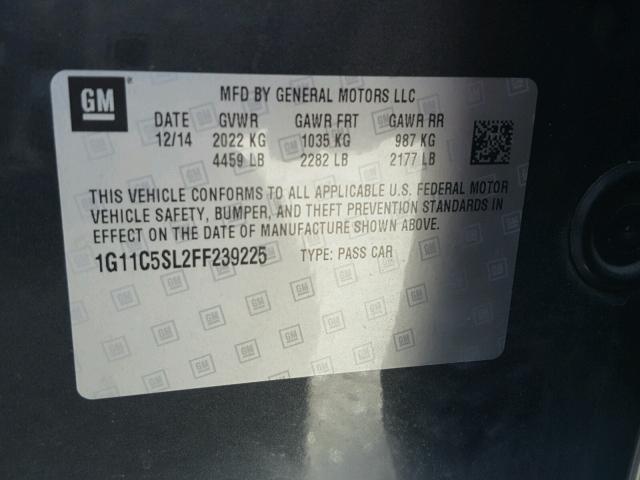 GM ®
MFD BY GENERAL MOTORS LLC
DATE GVWR GAWR FRT GAWR RR
12/14 2022 KG 1035 KG 987 KG
4459 LB 2282 LB 2177 LB
THIS VEHICLE CONFORMS TO ALL APPLICABLE U.S. FEDERAL MOTOR
VEHICLE SAFETY, BUMPER, AND THEFT PREVENTION STANDARDS IN
EFFECT ON THE DATE OF MANUFACTURE SHOWN ABOVE.
1G11C5SL2FF239225 TYPE: PASS CAR